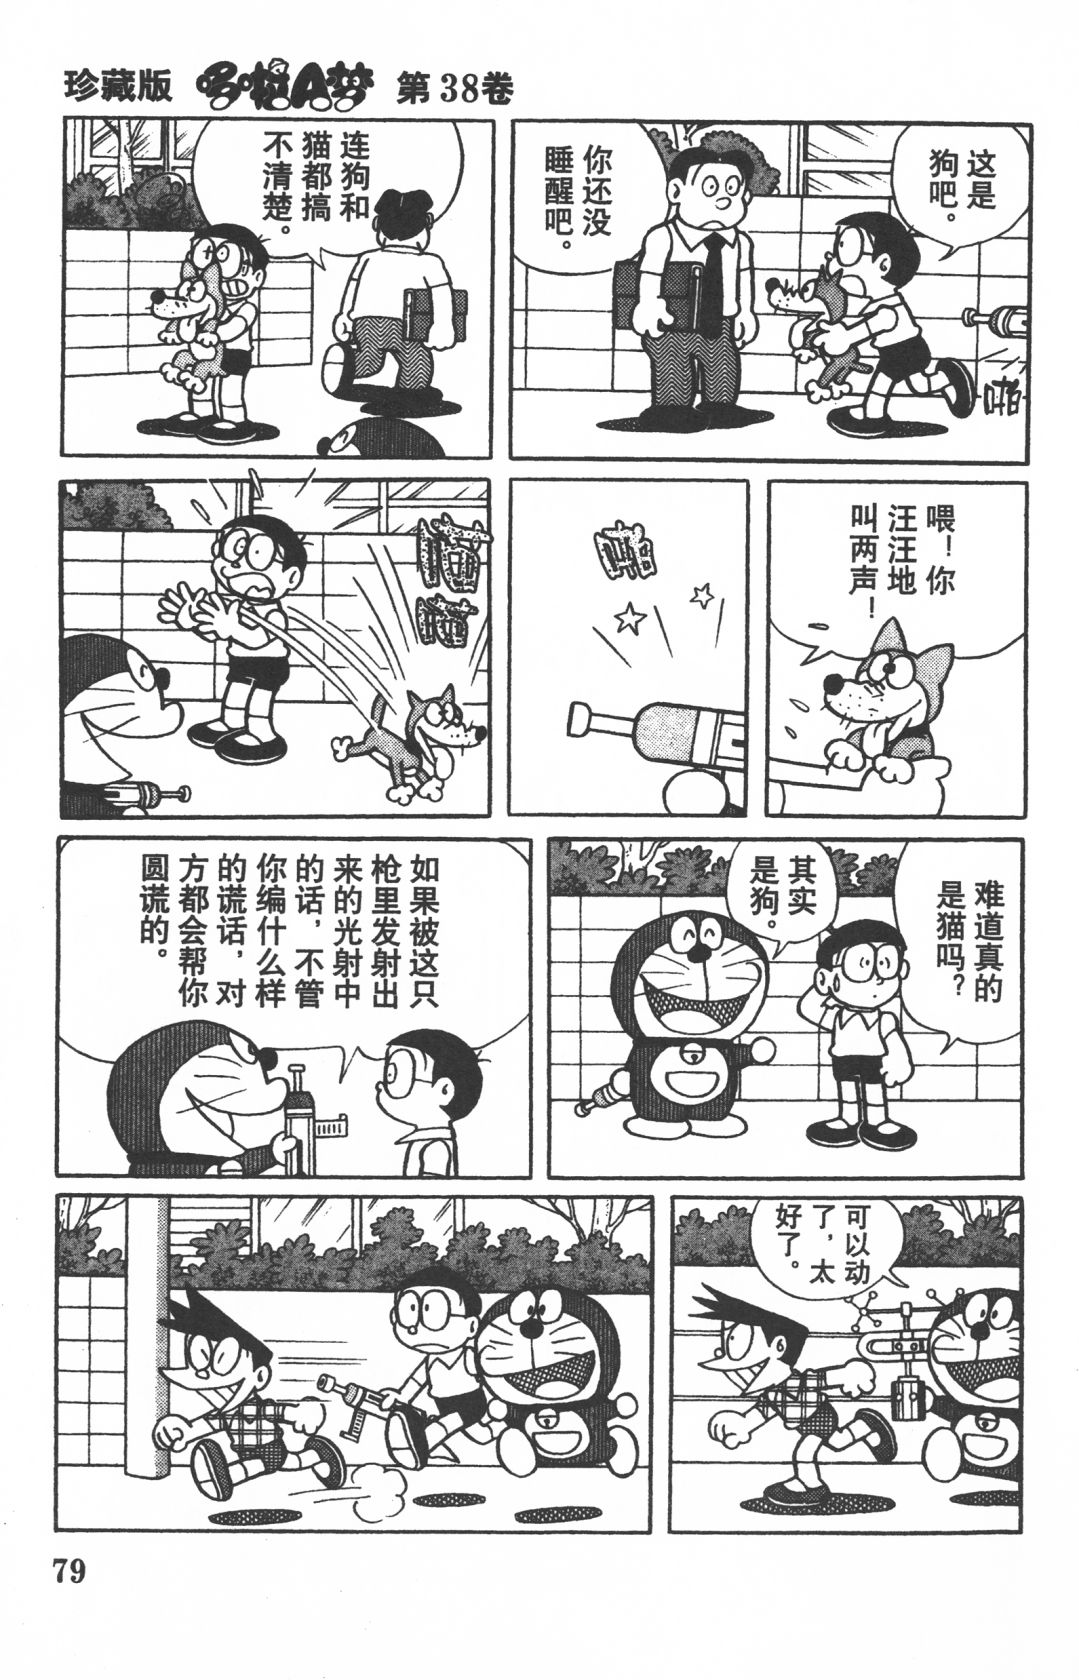 珍藏版 哆啦A梦 第38卷
这是
狗吧。
你还没
睡醒吧。
啪
连狗和
猫都搞
不清楚。
喂！你
汪汪地
叫两声！
啪
难道真的
是猫吗？
其实
是狗。
如果被这只
枪里发射出
来的光射中
的话，不管
你编什么样
的谎话，对
方都会帮你
圆谎的。
可以动
了，太
好了。
79